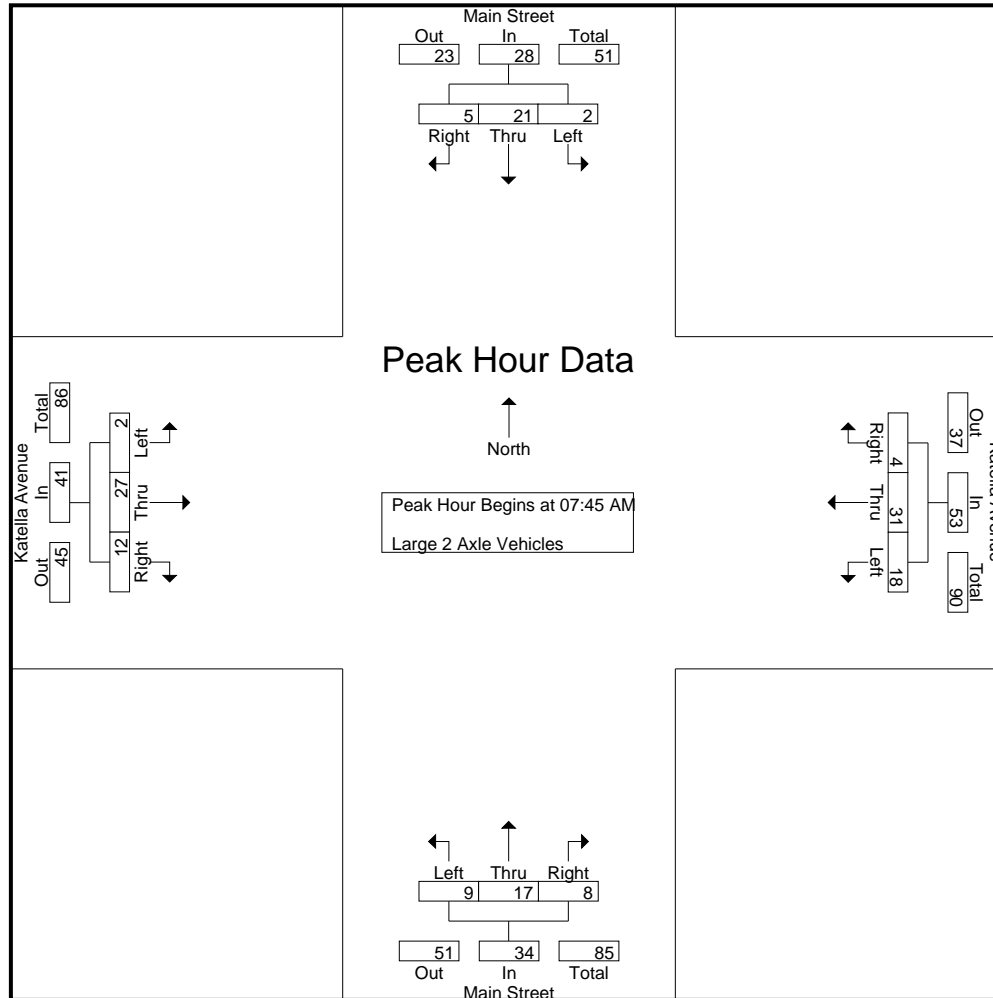 Main Street
Out In Total
23 28 51
5 21 2
Right Thru Left
Peak Hour Data
North
Peak Hour Begins at 07:45 AM
Large 2 Axle Vehicles
Katella Avenue
Out In Total
45 41 86
12 27 2
Right Thru Left
Out In Total
37 53 90
Right Thru Left
4 31 18
Left Thru Right
9 17 8
51 34 85
Out In Total
Main Street